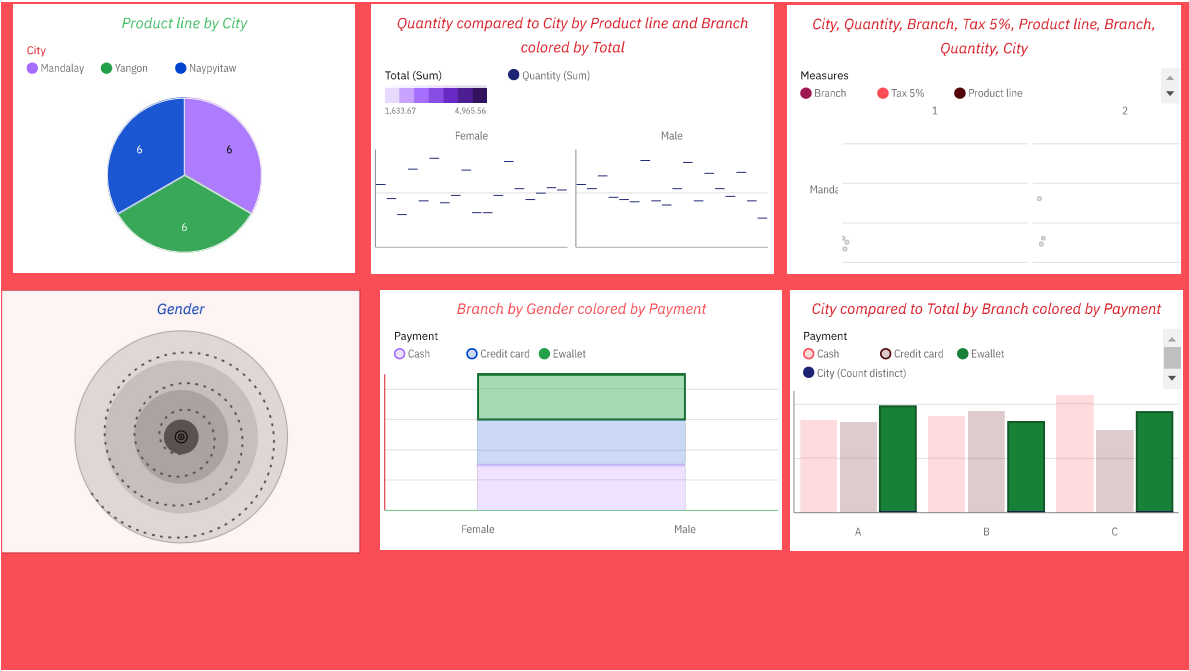 Product line by City
City
Mandalay Yangon Naypyitaw
6 6
6
Quantity compared to City by Product line and Branch
colored by Total
Total (Sum) Quantity (Sum)
1,633.67 4,965.56
Female Male
City, Quantity, Branch, Tax 5%, Product line, Branch,
Quantity, City
Measures
Branch Tax 5% Product line
1 2
Manda
Gender
Branch by Gender colored by Payment
Payment
Cash Credit card Ewallet
Female Male
City compared to Total by Branch colored by Payment
Payment
Cash Credit card Ewallet
City (Count distinct)
A B C